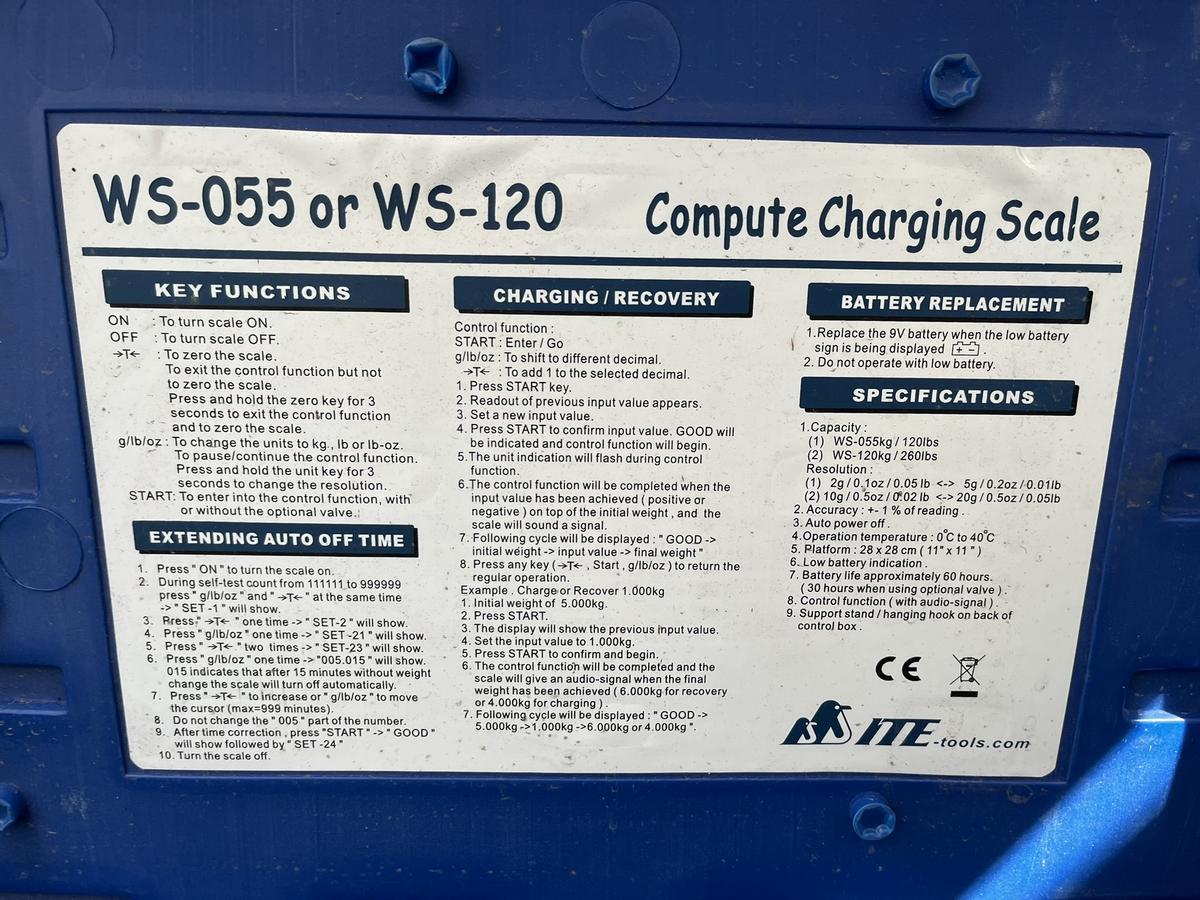 WS-055 or WS-120 Compute Charging Scale
KEY FUNCTIONS
ON : To turn scale ON.
OFF : To turn scale OFF.
→T← : To zero the scale.
To exit the control function but not
to zero the scale.
Press and hold the zero key for 3
seconds to exit the control function
and to zero the scale.
g/lb/oz : To change the units to kg., lb or lb-oz.
To pause/continue the control function.
Press and hold the unit key for 3
seconds to change the resolution.
START: To enter into the control function, with
or without the optional valve.
EXTENDING AUTO OFF TIME
1. Press " ON " to turn the scale on.
2. During self-test count from 111111 to 999999
press " g/lb/oz " and " →T← " at the same time
-> " SET -1 " will show.
3. Press " →T← " one time -> " SET-2 " will show.
4. Press " g/lb/oz " one time -> " SET-21 " will show.
5. Press " →T← " two times -> " SET-23 " will show.
6. Press " g/lb/oz " one time -> "005.015 " will show.
015 indicates that after 15 minutes without weight
change the scale will turn off automatically.
7. Press " →T← " to increase or " g/lb/oz " to move
the cursor (max=999 minutes).
8. Do not change the " 005 " part of the number.
9. After time correction , press "START " -> " GOOD "
will show followed by " SET -24 "
10. Turn the scale off.
CHARGING / RECOVERY
Control function :
START : Enter / Go
g/lb/oz : To shift to different decimal.
→T← : To add 1 to the selected decimal.
1. Press START key.
2. Readout of previous input value appears.
3. Set a new input value.
4. Press START to confirm input value. GOOD will
be indicated and control function will begin.
5.The unit indication will flash during control
function.
6.The control function will be completed when the
input value has been achieved ( positive or
negative ) on top of the initial weight , and the
scale will sound a signal.
7. Following cycle will be displayed : " GOOD ->
initial weight -> input value -> final weight "
8. Press any key ( →T← , Start , g/lb/oz ) to return the
regular operation.
Example . Charge or Recover 1.000kg
1. Initial weight of 5.000kg.
2. Press START.
3. The display will show the previous input value.
4. Set the input value to 1.000kg.
5. Press START to confirm and begin.
6. The control function will be completed and the
scale will give an audio-signal when the final
weight has been achieved ( 6.000kg for recovery
or 4.000kg for charging ) .
7. Following cycle will be displayed : " GOOD ->
5.000kg ->1.000kg ->6.000kg or 4.000kg ".
BATTERY REPLACEMENT
1.Replace the 9V battery when the low battery
sign is being displayed .
2. Do not operate with low battery.
SPECIFICATIONS
1.Capacity :
(1) WS-055kg / 120lbs
(2) WS-120kg / 260lbs
Resolution :
(1) 2g / 0.1oz / 0.05 lb <-> 5g / 0.2oz / 0.01lb
(2) 10g / 0.5oz / 0.02 lb <-> 20g / 0.5oz / 0.05lb
2. Accuracy : +- 1 % of reading .
3. Auto power off .
4.Operation temperature : 0°C to 40°C
5. Platform : 28 x 28 cm ( 11" x 11" )
6. Low battery indication .
7. Battery life approximately 60 hours.
( 30 hours when using optional valve ) .
8. Control function ( with audio-signal ) .
9. Support stand / hanging hook on back of
control box .
CE
ITE-tools.com